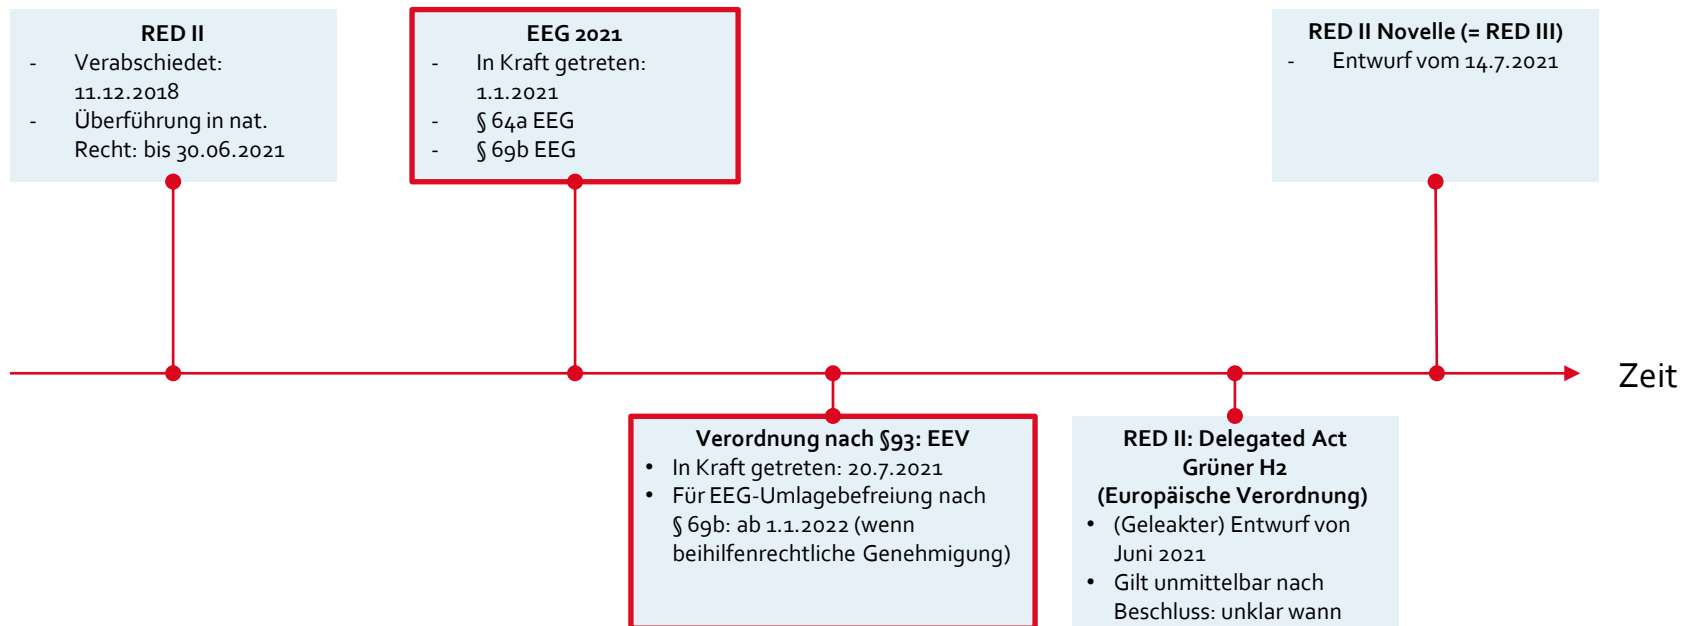 RED II
- Verabschiedet:
11.12.2018
- Überführung in nat.
Recht: bis 30.06.2021
EEG 2021
- In Kraft getreten:
1.1.2021
- § 64a EEG
- § 69b EEG
RED II Novelle (= RED III)
- Entwurf vom 14.7.2021
Zeit
Verordnung nach §93: EEV
• In Kraft getreten: 20.7.2021
• Für EEG-Umlagebefreiung nach
§ 69b: ab 1.1.2022 (wenn
beihilfenrechtliche Genehmigung)
RED II: Delegated Act
Grüner H2
(Europäische Verordnung)
• (Geleakter) Entwurf von
Juni 2021
• Gilt unmittelbar nach
Beschluss: unklar wann